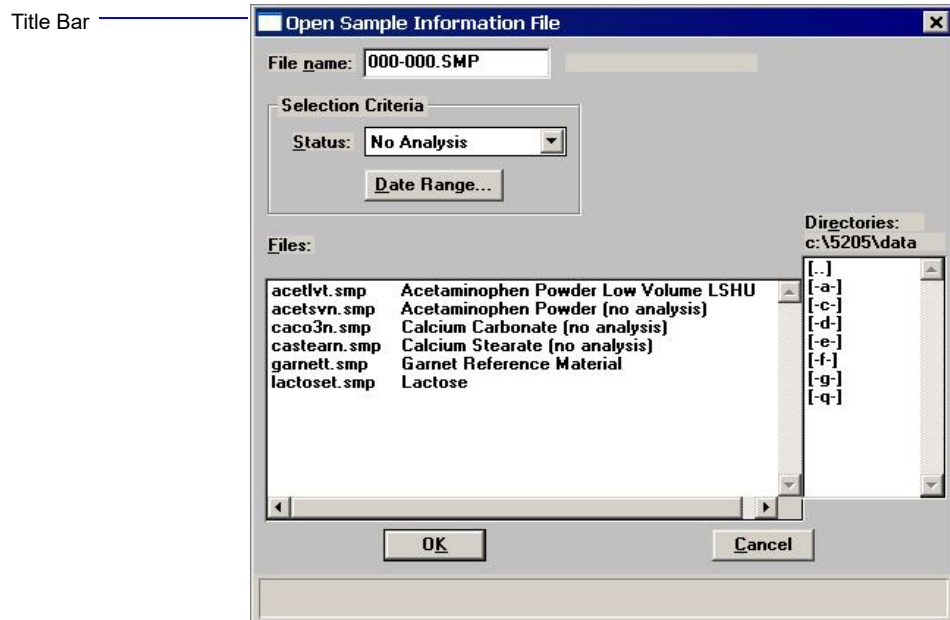 Title Bar
Open Sample Information File
File name: 000-000.SMP
Selection Criteria
Status: No Analysis
Date Range...
Directories:
c:\5205\data
Files:
acetlvt.smp Acetaminophen Powder Low Volume LSHU
acetsvn.smp Acetaminophen Powder (no analysis)
caco3n.smp Calcium Carbonate (no analysis)
castearn.smp Calcium Stearate (no analysis)
garnett.smp Garnet Reference Material
lactoset.smp Lactose
[..]
[-a-]
[-c-]
[-d-]
[-e-]
[-f-]
[-g-]
[-q-]
OK Cancel